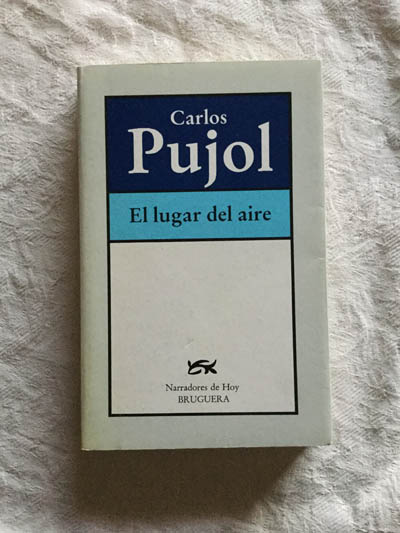 Carlos
Pujol
El lugar del aire
Narradores de Hoy
BRUGUERA